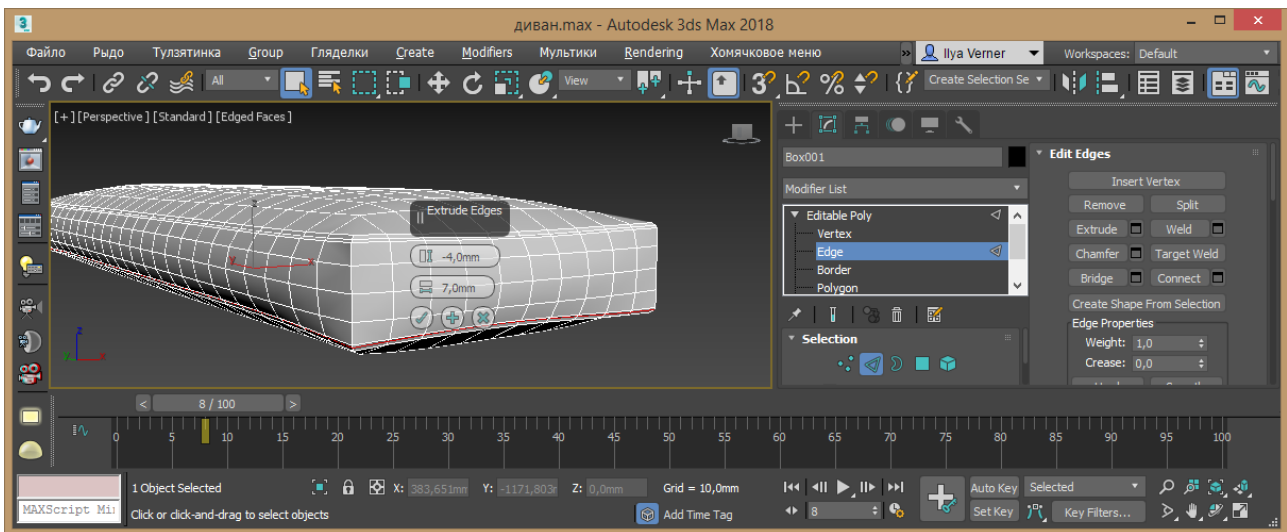 диван.max - Autodesk 3ds Max 2018
Файло Рыдо Тулзятинка Group Гляделки Create Modifiers Мультики Rendering Хомячковое меню » Ilya Verner Workspaces: Default
All View 3 Create Selection Se
[+] [Perspective ] [Standard ] [Edged Faces ]
Box001
Modifier List
Editable Poly
Vertex
Edge
Border
Polygon
Selection
Edit Edges
Insert Vertex
Remove Split
Extrude Weld
Chamfer Target Weld
Bridge Connect
Create Shape From Selection
Edge Properties
Weight: 1,0
Crease: 0,0
Extrude Edges
-4,0mm
7,0mm
z
y x
z
y x
< 8 / 100 >
0 5 10 15 20 25 30 35 40 45 50 55 60 65 70 75 80 85 90 95 100
1 Object Selected X: 383,651mm Y: -1171,803r Z: 0,0mm Grid = 10,0mm Auto Key Selected
MAXScript Mi Click or click-and-drag to select objects Add Time Tag 8 Set Key Key Filters...